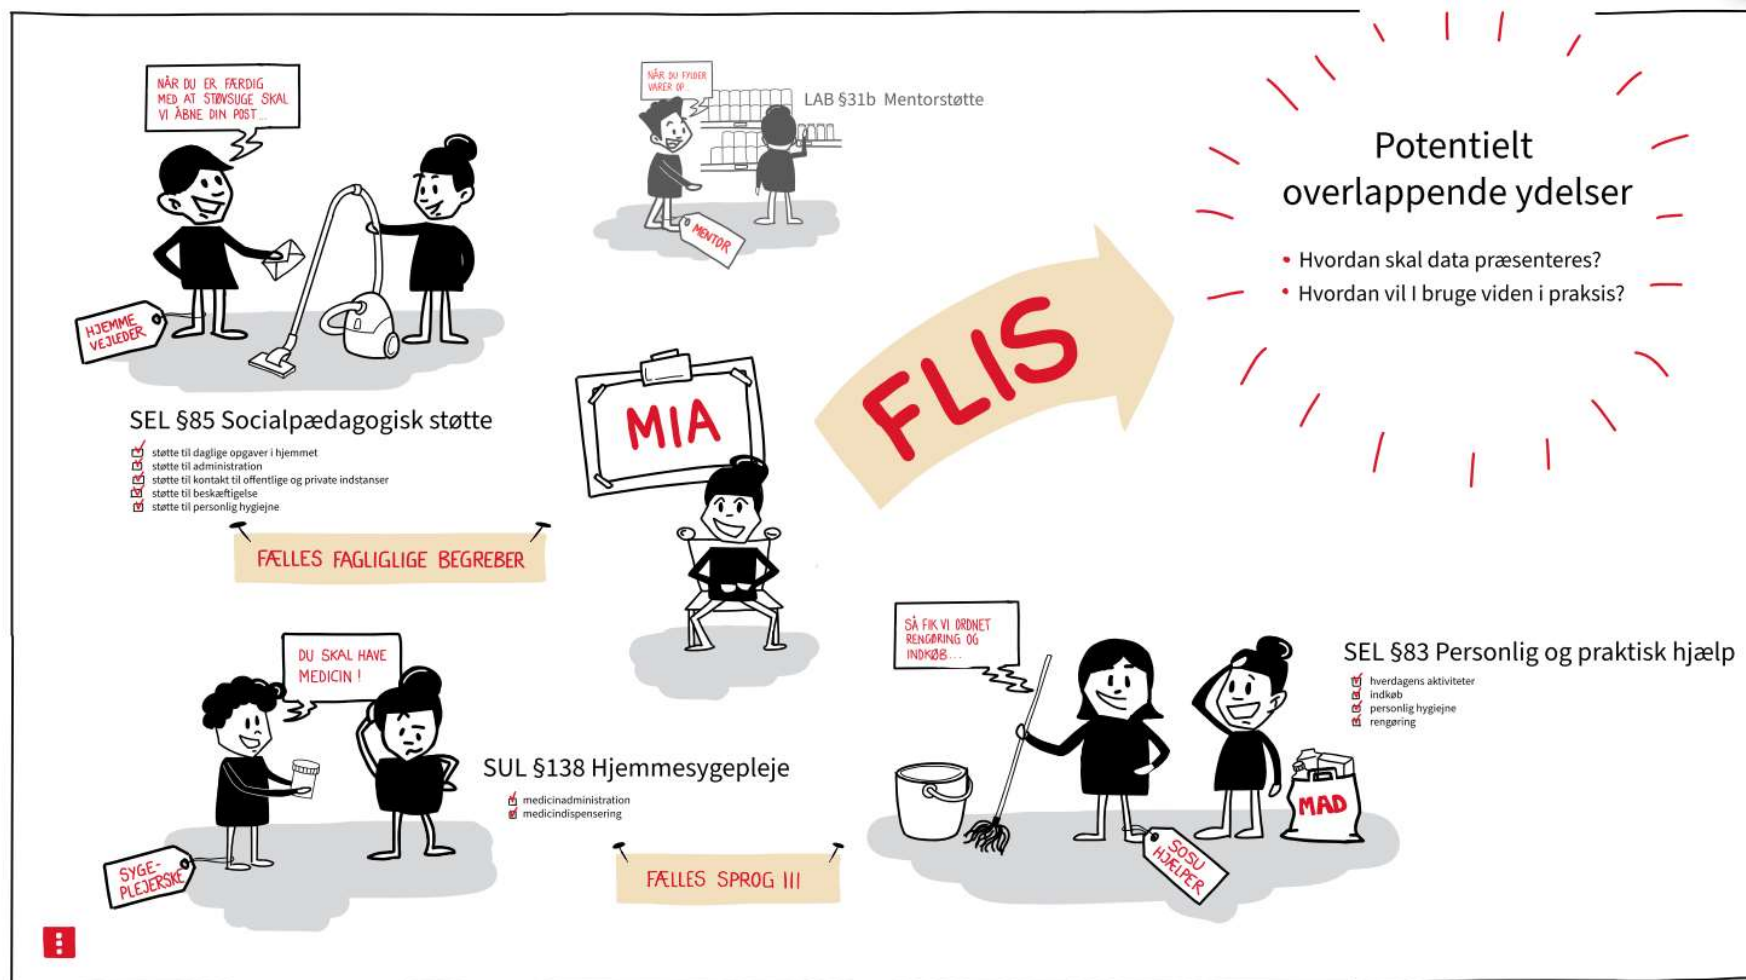 NÅR DU ER FÆRDIG
MED AT STØVSUGE SKAL
VI ÅBNE DIN POST...
HJEMME
VEJLEDER
SEL §85 Socialpædagogisk støtte
støtte til daglige opgaver i hjemmet
støtte til administration
støtte til kontakt til offentlige og private indstanser
støtte til beskæftigelse
støtte til personlig hygiejne
FÆLLES FAGLIGLIGE BEGREBER
NÅR DU FYLDER
VARER OP...
LAB §31b Mentorstøtte
MENTOR
MIA
FLIS
Potentielt
overlappende ydelser
• Hvordan skal data præsenteres?
• Hvordan vil I bruge viden i praksis?
DU SKAL HAVE
MEDICIN !
SYGE-
PLEJERSKE
SUL §138 Hjemmesygepleje
medicinadministration
medicindispensering
FÆLLES SPROG III
SÅ FIK VI ORDNET
RENGØRING OG
INDKØB...
SOSU
HJÆLPER
MAD
SEL §83 Personlig og praktisk hjælp
hverdagens aktiviteter
indkøb
personlig hygiejne
rengøring